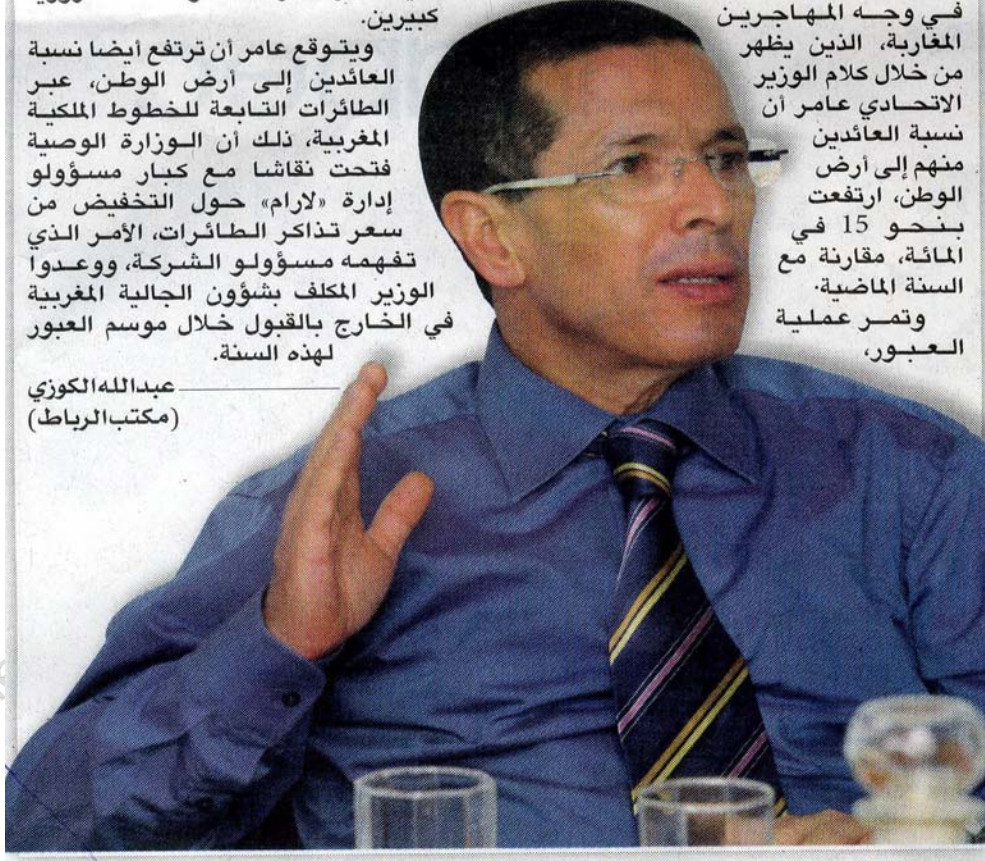 في وجه المهاجرين
المغاربة، الذين يظهر
من خلال كلام الوزير
الاتحادي عامر أن
نسبة العائدين
منهم إلى أرض
الوطن، ارتفعت
بنحو 15 في
المائة، مقارنة مع
السنة الماضية.
وتمر عملية
العبور،
كبيرين.
ويتوقع عامر أن ترتفع أيضا نسبة
العائدين إلى أرض الوطن، عبر
الطائرات التابعة للخطوط الملكية
المغربية، ذلك أن الوزارة الوصية
فتحت نقاشا مع كبار مسؤولو
إدارة «لارام» حول التخفيض من
سعر تذاكر الطائرات، الأمر الذي
تفهمه مسؤولو الشركة، ووعدوا
الوزير المكلف بشؤون الجالية المغربية
في الخارج بالقبول خلال موسم العبور
لهذه السنة.
عبدالله الكوزي
(مكتب الرباط)